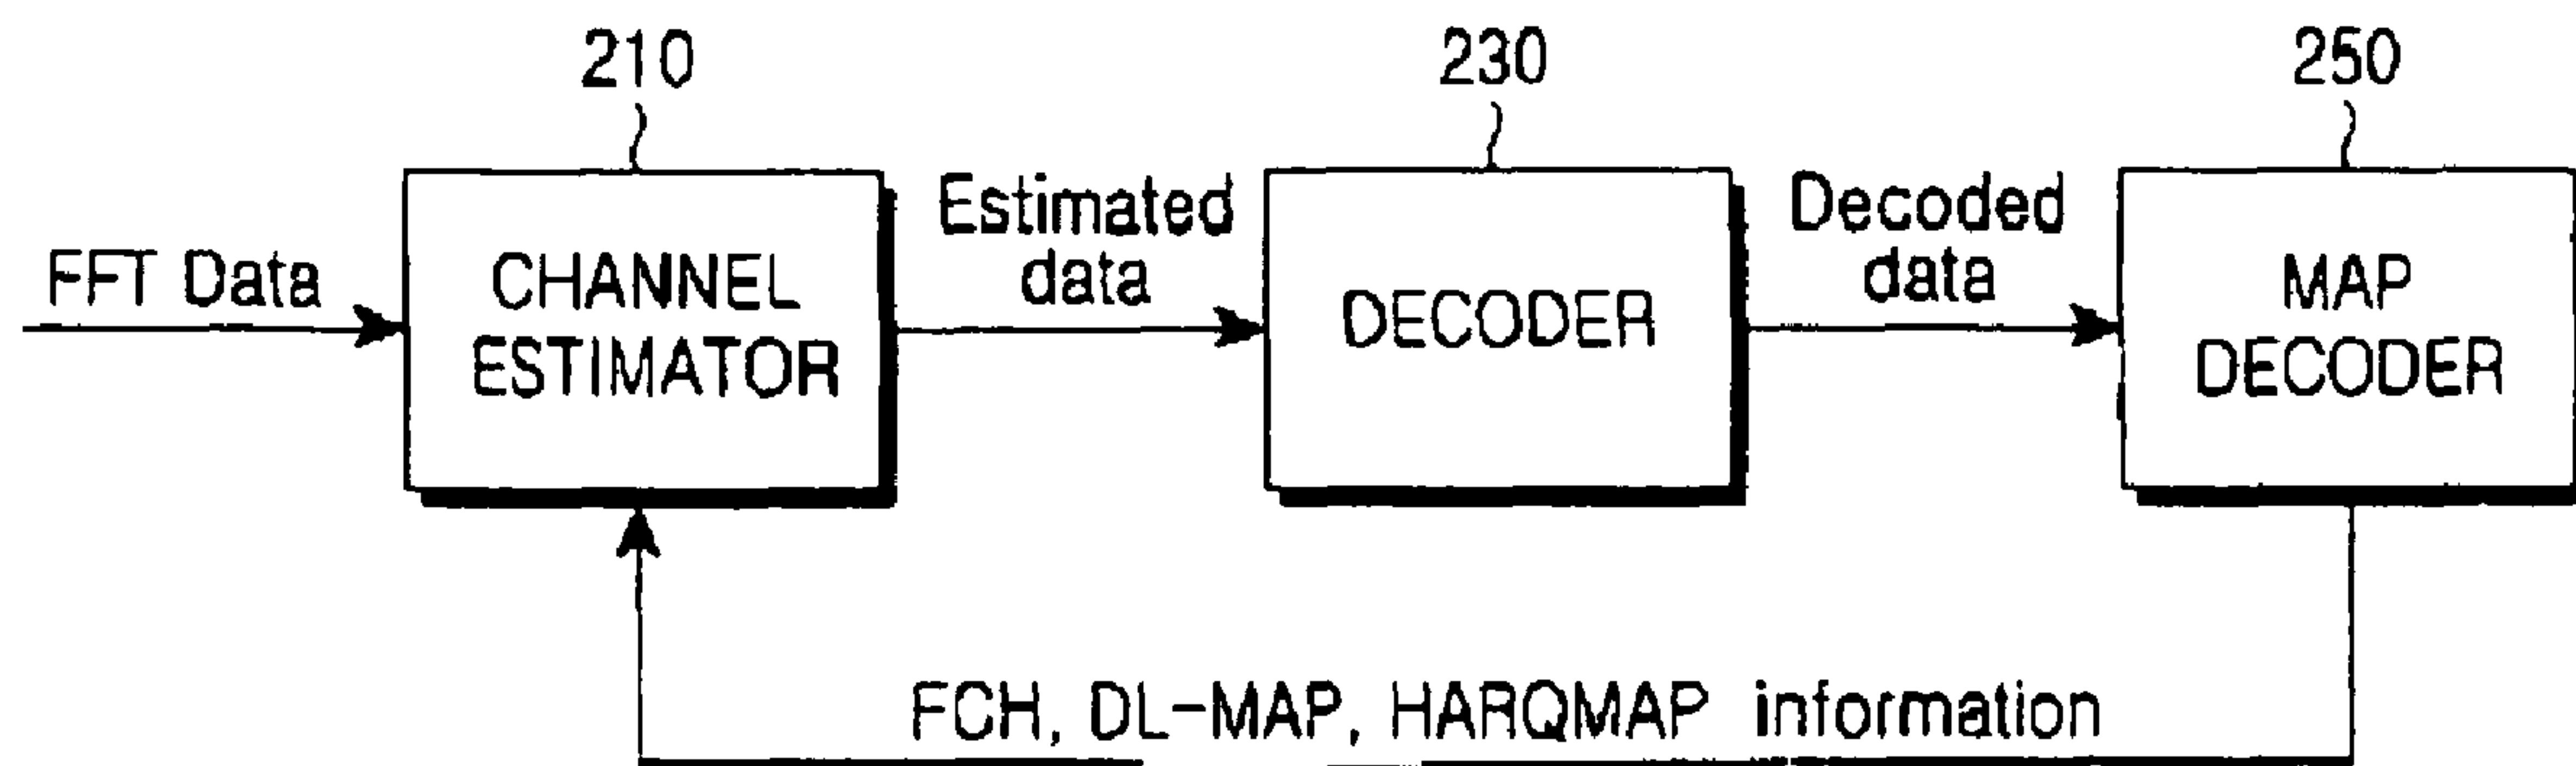 210
230
250
FFT Data
CHANNEL
ESTIMATOR
Estimated
data
DECODER
Decoded
data
MAP
DECODER
FCH, DL-MAP, HARQMAP information